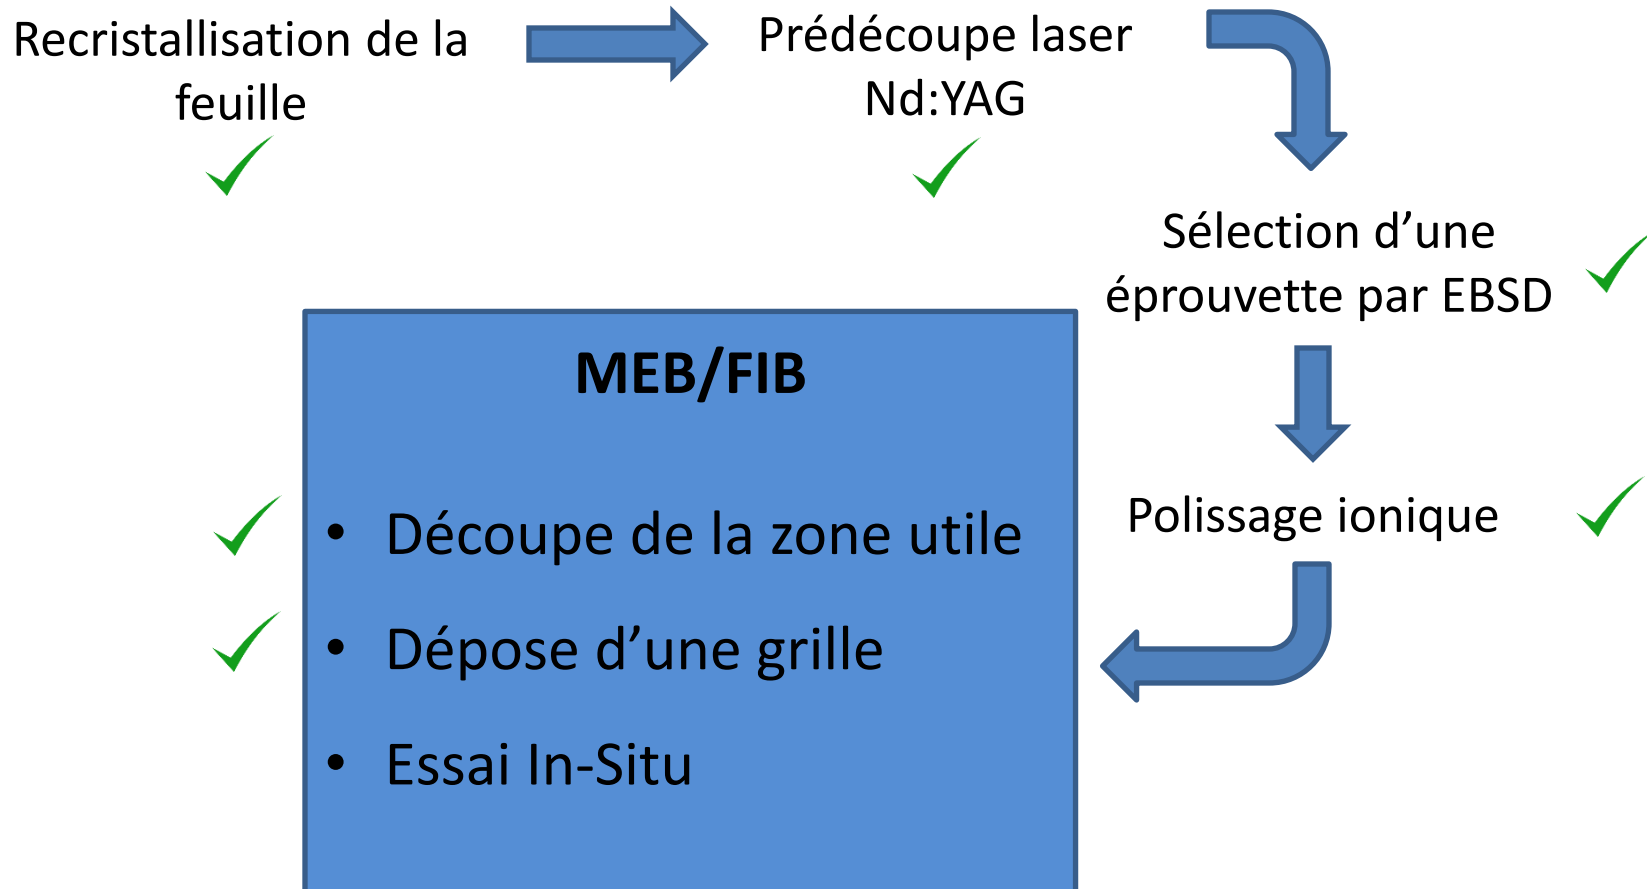 Recristallisation de la
feuille
Prédécoupe laser
Nd:YAG
Sélection d’une
éprouvette par EBSD
Polissage ionique
MEB/FIB
• Découpe de la zone utile
• Dépose d’une grille
• Essai In-Situ